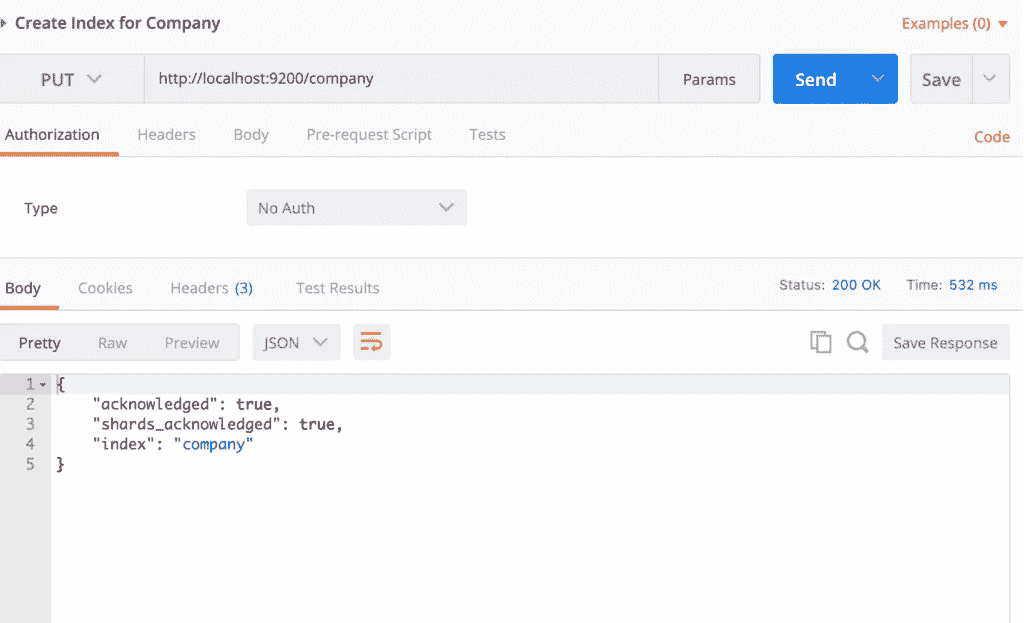 Create Index for Company Examples (0)
PUT http://localhost:9200/company Params Send Save
Authorization Headers Body Pre-request Script Tests Code
Type No Auth
Body Cookies Headers (3) Test Results Status: 200 OK Time: 532 ms
Pretty Raw Preview JSON Save Response
1 {
2 "acknowledged": true,
3 "shards_acknowledged": true,
4 "index": "company"
5 }